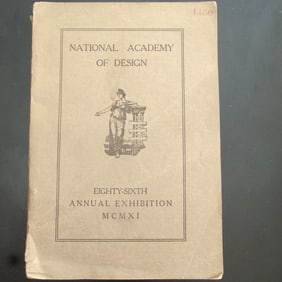 NATIONAL ACADEMY
OF DESIGN
EIGHTY-SIXTH
ANNUAL EXHIBITION
MCMXI